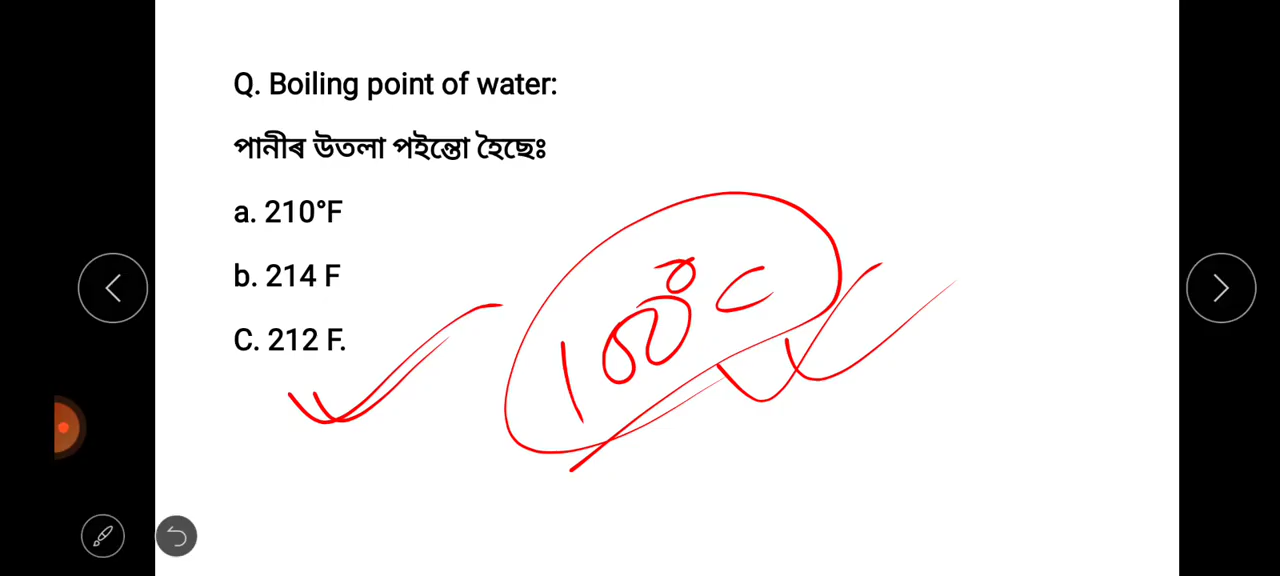 Q. Boiling point of water:
পানীৰ উতলা পইন্তো হৈছেঃ
a. 210°F
b. 214 F
C. 212 F.
100°C